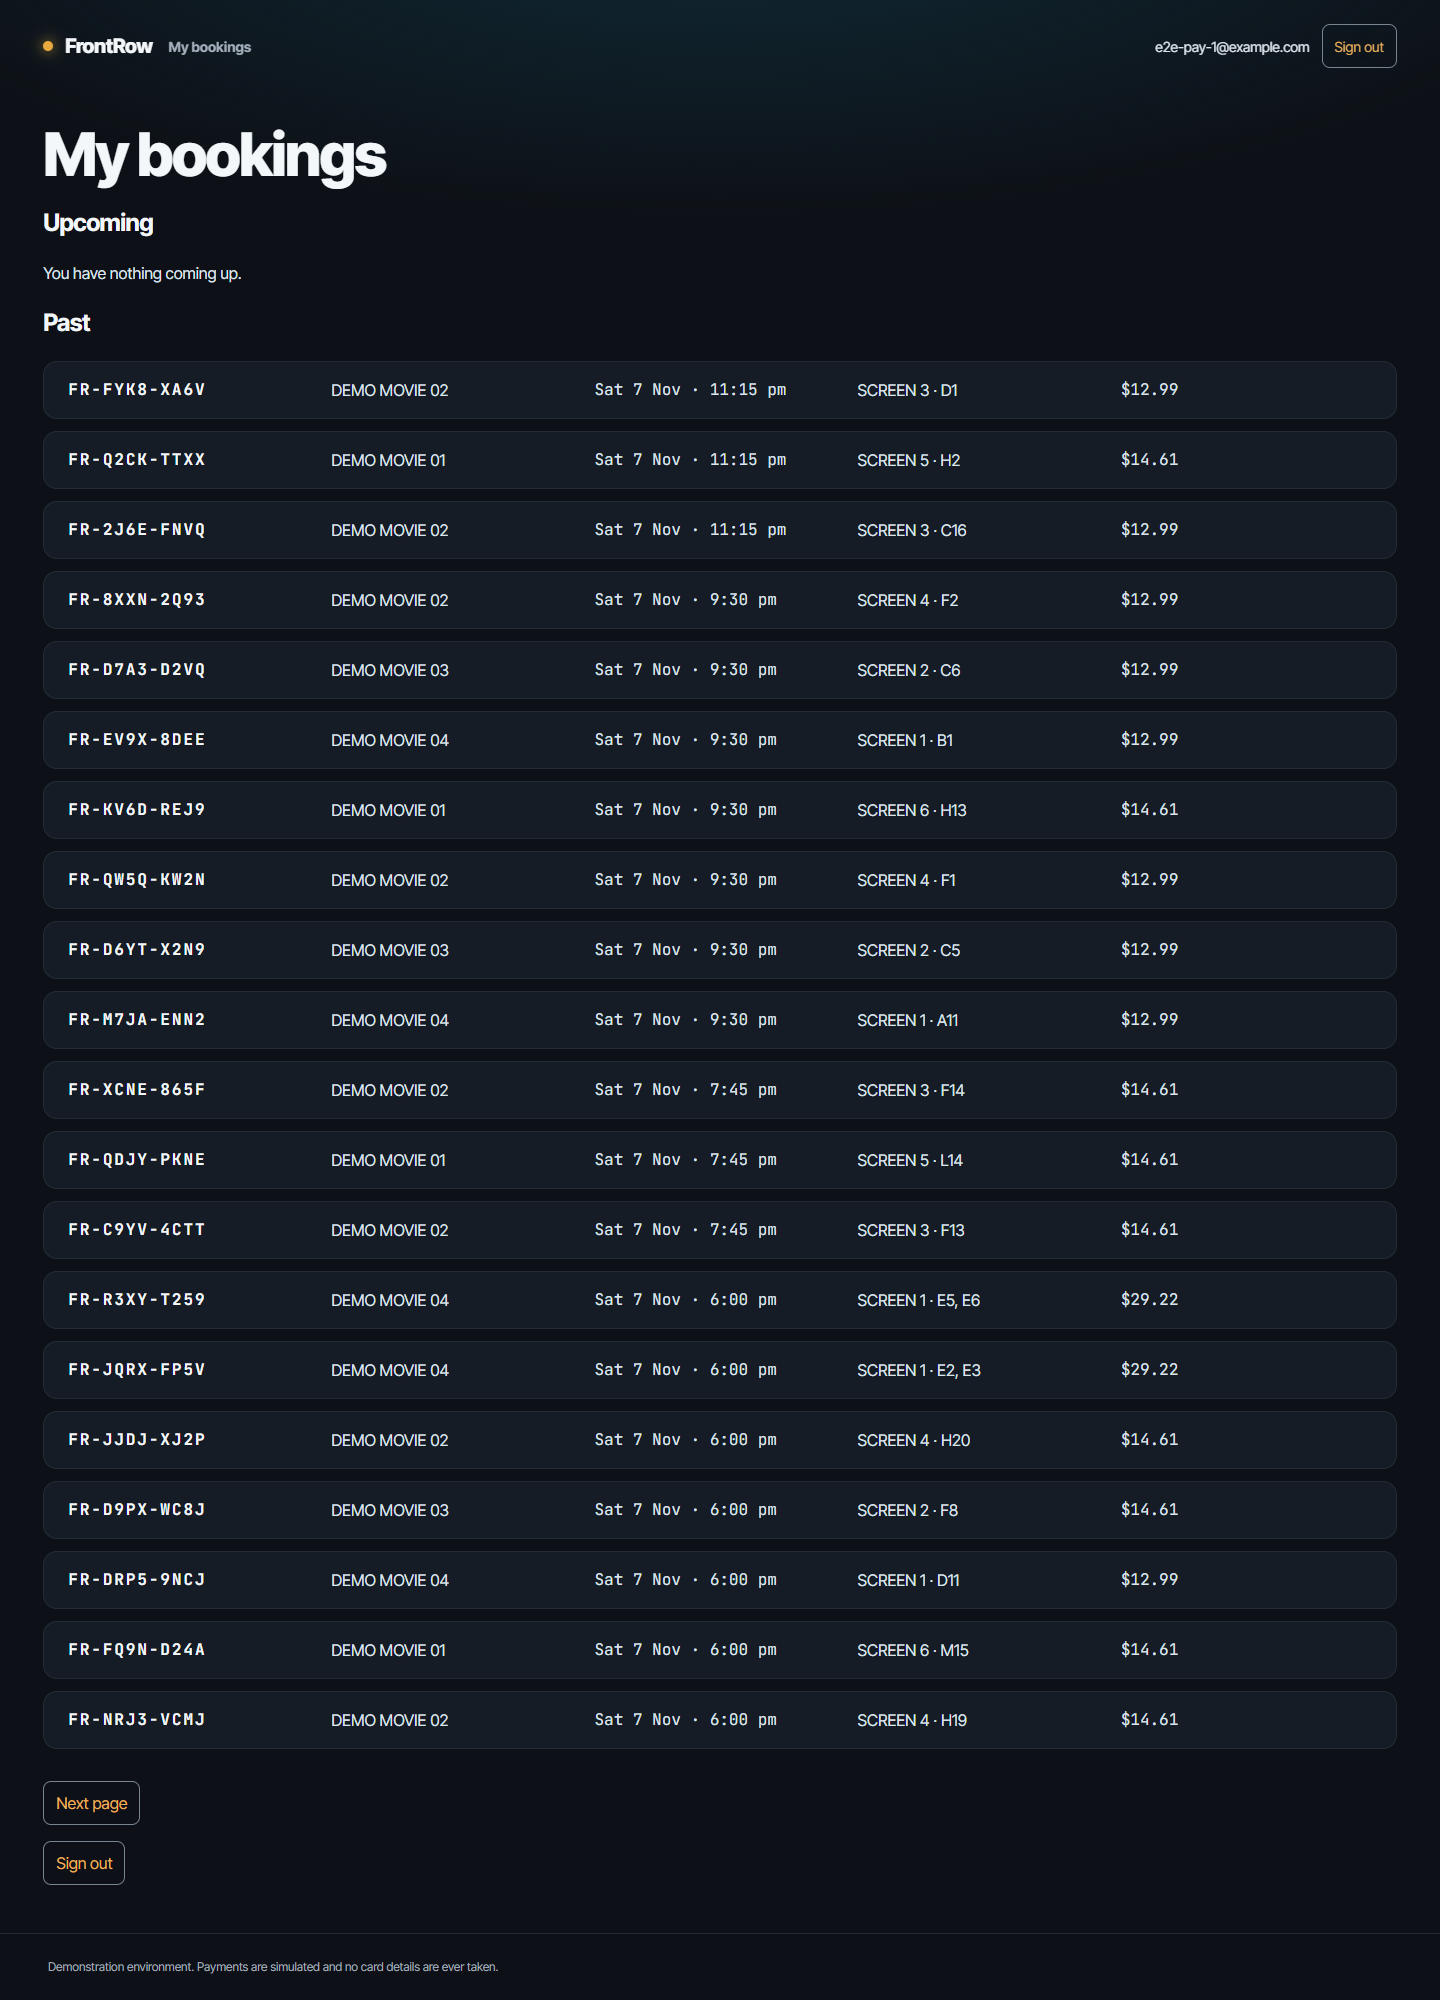 FrontRow My bookings e2e-pay-1@example.com Sign out
My bookings
Upcoming
You have nothing coming up.
Past
FR-FYK8-XA6V DEMO MOVIE 02 Sat 7 Nov · 11:15 pm SCREEN 3 · D1 $12.99
FR-Q2CK-TTXX DEMO MOVIE 01 Sat 7 Nov · 11:15 pm SCREEN 5 · H2 $14.61
FR-2J6E-FNVQ DEMO MOVIE 02 Sat 7 Nov · 11:15 pm SCREEN 3 · C16 $12.99
FR-8XXN-2Q93 DEMO MOVIE 02 Sat 7 Nov · 9:30 pm SCREEN 4 · F2 $12.99
FR-D7A3-D2VQ DEMO MOVIE 03 Sat 7 Nov · 9:30 pm SCREEN 2 · C6 $12.99
FR-EV9X-8DEE DEMO MOVIE 04 Sat 7 Nov · 9:30 pm SCREEN 1 · B1 $12.99
FR-KV6D-REJ9 DEMO MOVIE 01 Sat 7 Nov · 9:30 pm SCREEN 6 · H13 $14.61
FR-QW5Q-KW2N DEMO MOVIE 02 Sat 7 Nov · 9:30 pm SCREEN 4 · F1 $12.99
FR-D6YT-X2N9 DEMO MOVIE 03 Sat 7 Nov · 9:30 pm SCREEN 2 · C5 $12.99
FR-M7JA-ENN2 DEMO MOVIE 04 Sat 7 Nov · 9:30 pm SCREEN 1 · A11 $12.99
FR-XCNE-865F DEMO MOVIE 02 Sat 7 Nov · 7:45 pm SCREEN 3 · F14 $14.61
FR-QDJY-PKNE DEMO MOVIE 01 Sat 7 Nov · 7:45 pm SCREEN 5 · L14 $14.61
FR-C9YV-4CTT DEMO MOVIE 02 Sat 7 Nov · 7:45 pm SCREEN 3 · F13 $14.61
FR-R3XY-T259 DEMO MOVIE 04 Sat 7 Nov · 6:00 pm SCREEN 1 · E5, E6 $29.22
FR-JQRX-FP5V DEMO MOVIE 04 Sat 7 Nov · 6:00 pm SCREEN 1 · E2, E3 $29.22
FR-JJDJ-XJ2P DEMO MOVIE 02 Sat 7 Nov · 6:00 pm SCREEN 4 · H20 $14.61
FR-D9PX-WC8J DEMO MOVIE 03 Sat 7 Nov · 6:00 pm SCREEN 2 · F8 $14.61
FR-DRP5-9NCJ DEMO MOVIE 04 Sat 7 Nov · 6:00 pm SCREEN 1 · D11 $12.99
FR-FQ9N-D24A DEMO MOVIE 01 Sat 7 Nov · 6:00 pm SCREEN 6 · M15 $14.61
FR-NRJ3-VCMJ DEMO MOVIE 02 Sat 7 Nov · 6:00 pm SCREEN 4 · H19 $14.61
Next page
Sign out
Demonstration environment. Payments are simulated and no card details are ever taken.